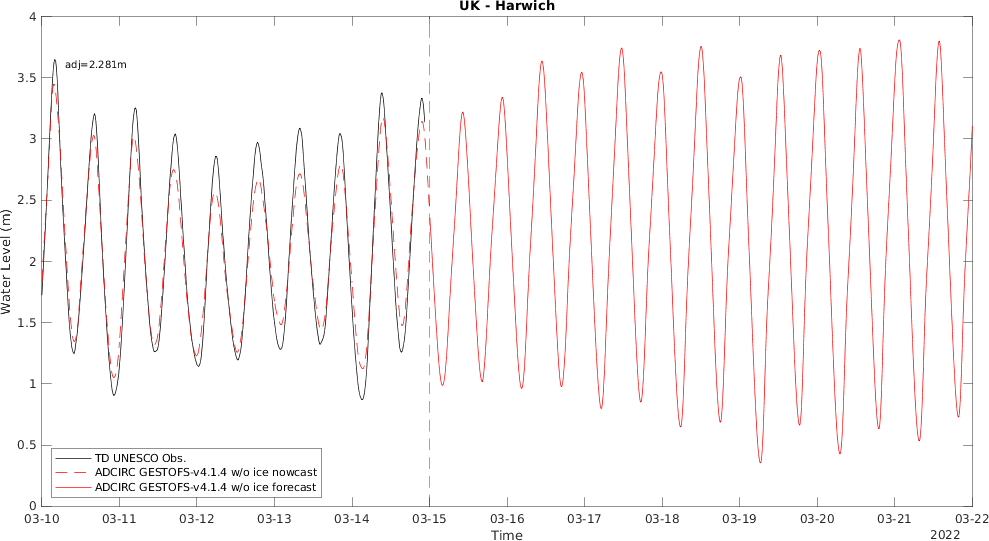 UK - Harwich
4
3.5
3
2.5
2
1.5
1
0.5
0
Water Level (m)
adj=2.281m
TD UNESCO Obs.
ADCIRC GESTOFS-v4.1.4 w/o ice nowcast
ADCIRC GESTOFS-v4.1.4 w/o ice forecast
03-10 03-11 03-12 03-13 03-14 03-15 03-16 03-17 03-18 03-19 03-20 03-21 03-22
Time
2022